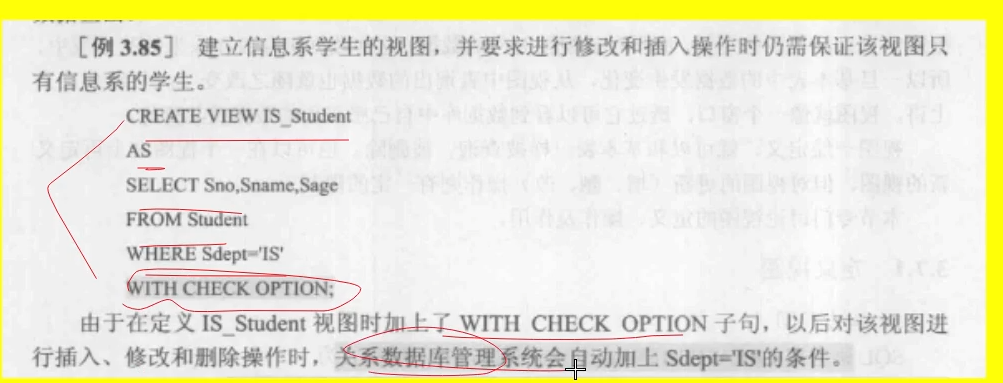 [例 3.85] 建立信息系学生的视图，并要求进行修改和插入操作时仍需保证该视图只
有信息系的学生。
CREATE VIEW IS_Student
AS
SELECT Sno,Sname,Sage
FROM Student
WHERE Sdept='IS'
WITH CHECK OPTION;
由于在定义 IS_Student 视图时加上了 WITH CHECK OPTION 子句，以后对该视图进
行插入、修改和删除操作时，关系数据库管理系统会自动加上 Sdept='IS'的条件。